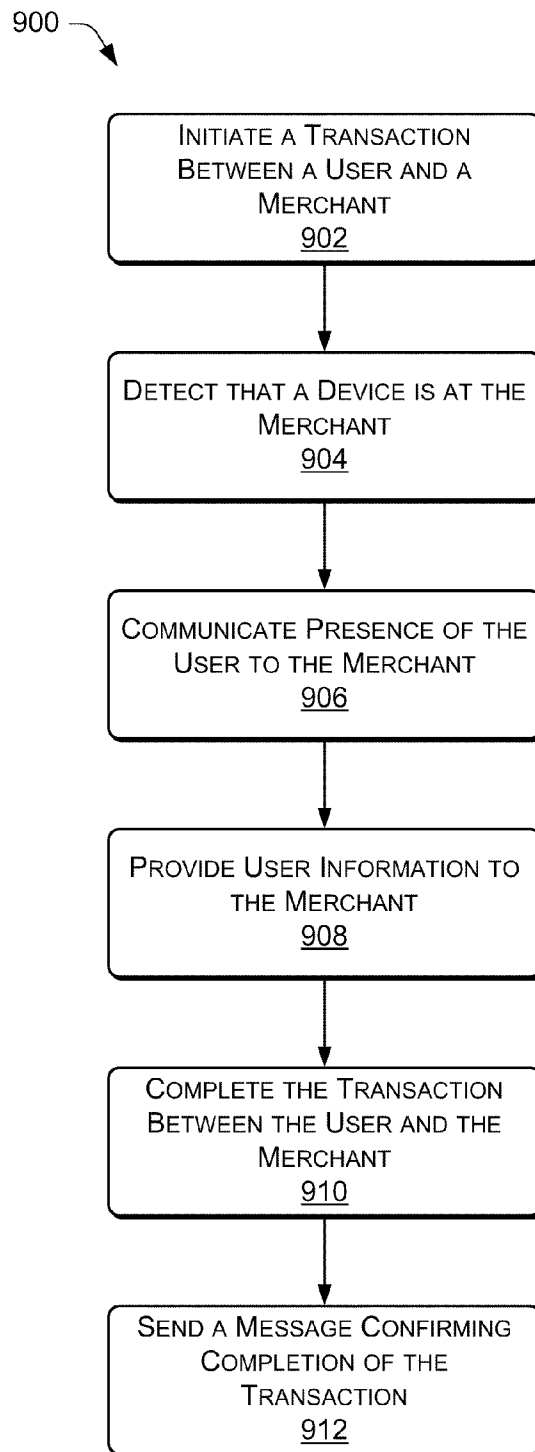 900
INITIATE A TRANSACTION
BETWEEN A USER AND A
MERCHANT
902
DETECT THAT A DEVICE IS AT THE
MERCHANT
904
COMMUNICATE PRESENCE OF THE
USER TO THE MERCHANT
906
PROVIDE USER INFORMATION TO
THE MERCHANT
908
COMPLETE THE TRANSACTION
BETWEEN THE USER AND THE
MERCHANT
910
SEND A MESSAGE CONFIRMING
COMPLETION OF THE
TRANSACTION
912